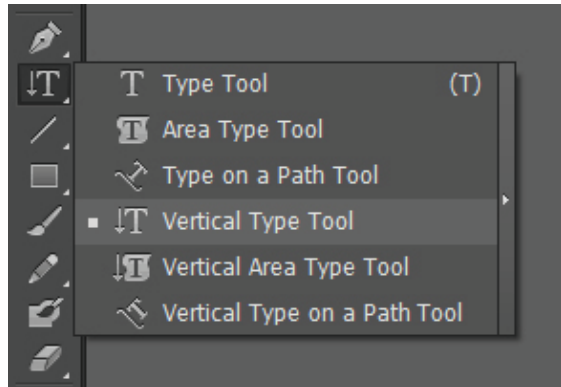 Type Tool (T)
Area Type Tool
Type on a Path Tool
Vertical Type Tool
Vertical Area Type Tool
Vertical Type on a Path Tool